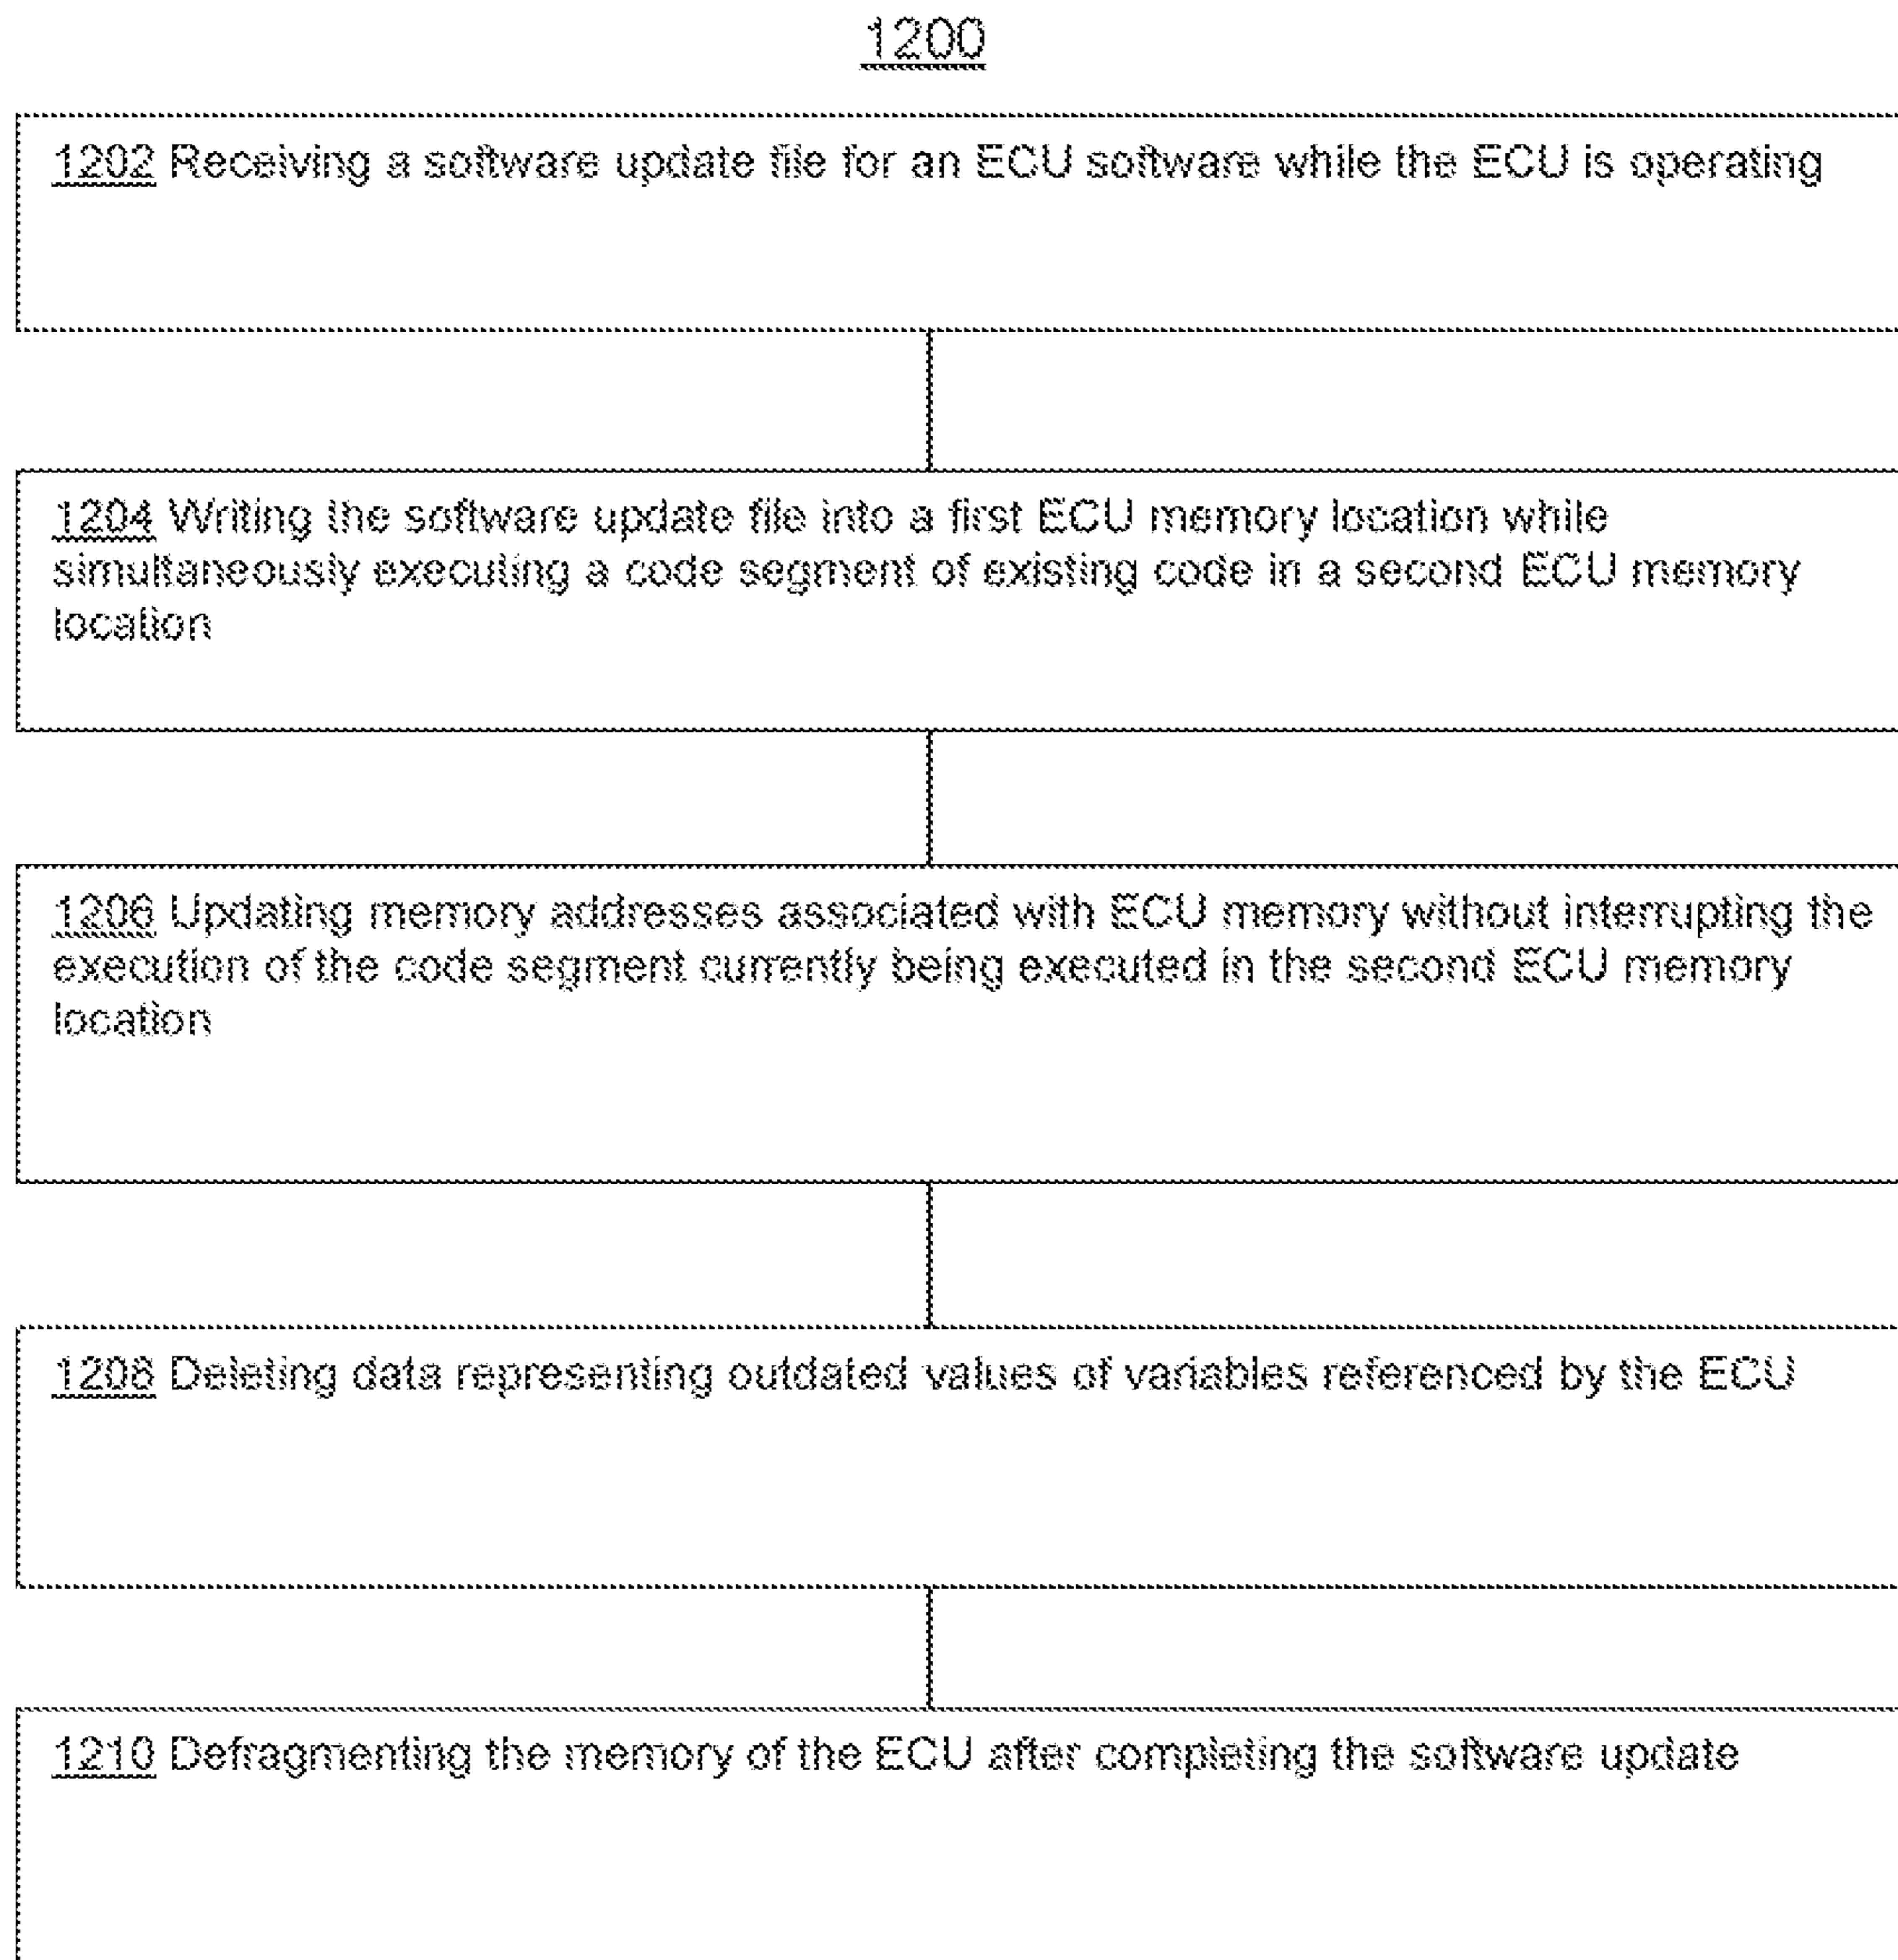 1200
1202 Receiving a software update file for an ECU software while the ECU is operating
1204 Writing the software update file into a first ECU memory location while
simultaneously executing a code segment of existing code in a second ECU memory
location
1206 Updating memory addresses associated with ECU memory without interrupting the
execution of the code segment currently being executed in the second ECU memory
location
1208 Deleting data representing outdated values of variables referenced by the ECU
1210 Defragmenting the memory of the ECU after completing the software update